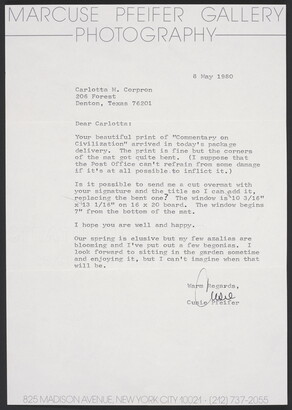 MARCUSE PFEIFER GALLERY
PHOTOGRAPHY
8 May 1980
Carlotta M. Corpron
206 Forest
Denton, Texas 76201
Dear Carlotta:
Your beautiful print of "Commentary on
Civilization" arrived in today's package
delivery. The print is fine but the corners
of the mat got quite bent. (I suppose that
the Post Office can't refrain from some damage
if it's at all possible to inflict it.)
Is it possible to send me a cut overmat with
your signature and the title so I can add it,
replacing the bent one? The window is 10 3/16"
x 13 1/16" on 16 x 20 board. The window begins
7" from the bottom of the mat.
I hope you are well and happy.
Our spring is elusive but my few azalies are
blooming and I've put out a few begonias. I
look forward to sitting in the garden sometime
and enjoying it, but I can't imagine when that
will be.
Warm Regards,
Cusie
Cusie Pfeifer
825 MADISON AVENUE, NEW YORK CITY 10021 - (212) 737-2055